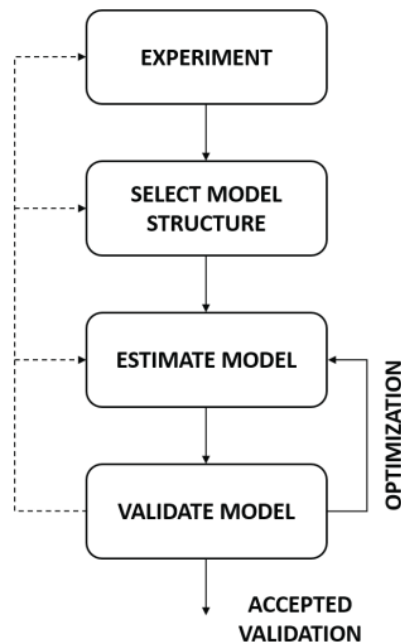 EXPERIMENT
SELECT MODEL
STRUCTURE
ESTIMATE MODEL
OPTIMIZATION
VALIDATE MODEL
ACCEPTED
VALIDATION